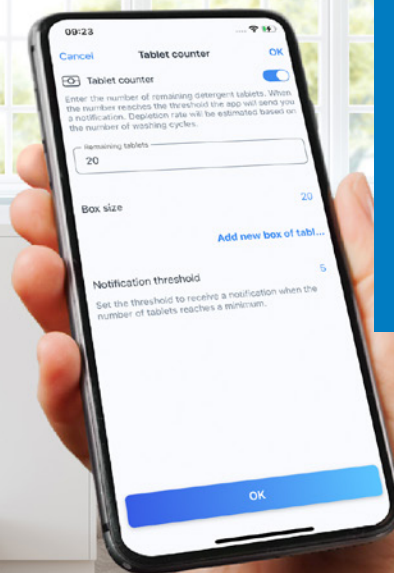 09:23
Cancel Tablet counter OK
Tablet counter
Enter the number of remaining detergent tablets. When
the number reaches the threshold the app will send you
a notification. Depletion rate will be estimated based on
the number of washing cycles.
Remaining tablets
20
Box size 20
Add new box of tabl...
Notification threshold 5
Set the threshold to receive a notification when the
number of tablets reaches a minimum.
OK